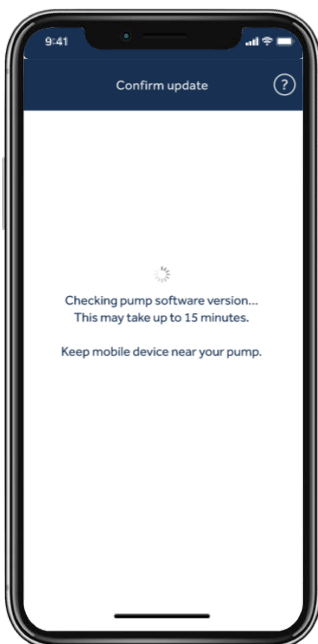 9:41
Confirm update
?
Checking pump software version...
This may take up to 15 minutes.
Keep mobile device near your pump.